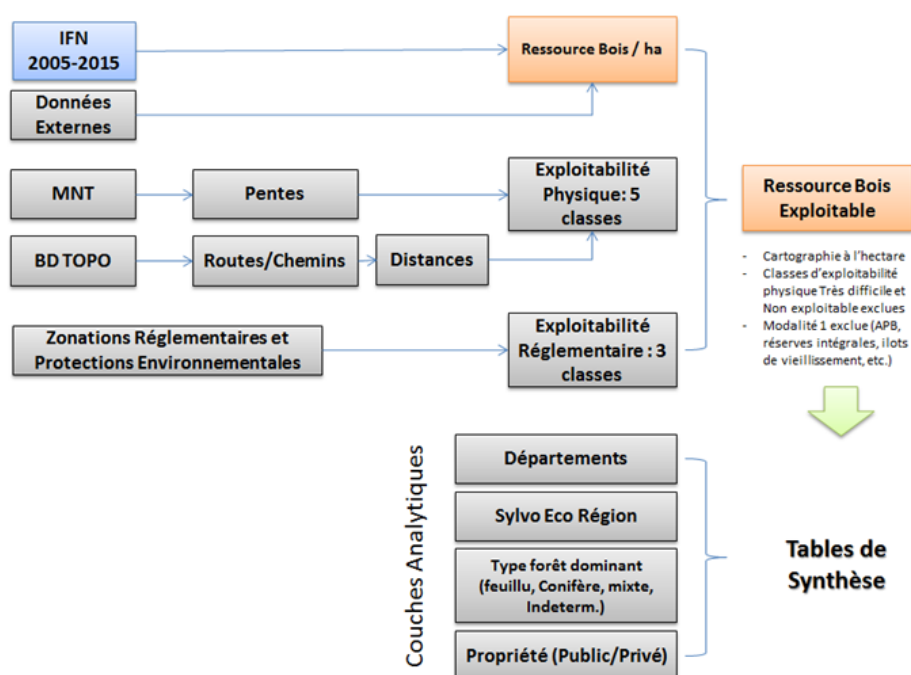 IFN
2005-2015
Ressource Bois / ha
Données
Externes
MNT
Pentes
Exploitabilité
Physique: 5
classes
BD TOPO
Routes/Chemins
Distances
Zonations Réglementaires et
Protections Environnementales
Exploitabilité
Réglementaire : 3
classes
Ressource Bois
Exploitable
- Cartographie à l'hectare
- Classes d'exploitabilité
physique Très difficile et
Non exploitable exclues
- Modalité 1 exclue (APB,
réserves intégrales, ilots
de vieillissement, etc.)
Couches Analytiques
Départements
Sylvo Eco Région
Type forêt dominant
(feuillu, Conifère, mixte,
Indeterm.)
Propriété (Public/Privé)
Tables de
Synthèse